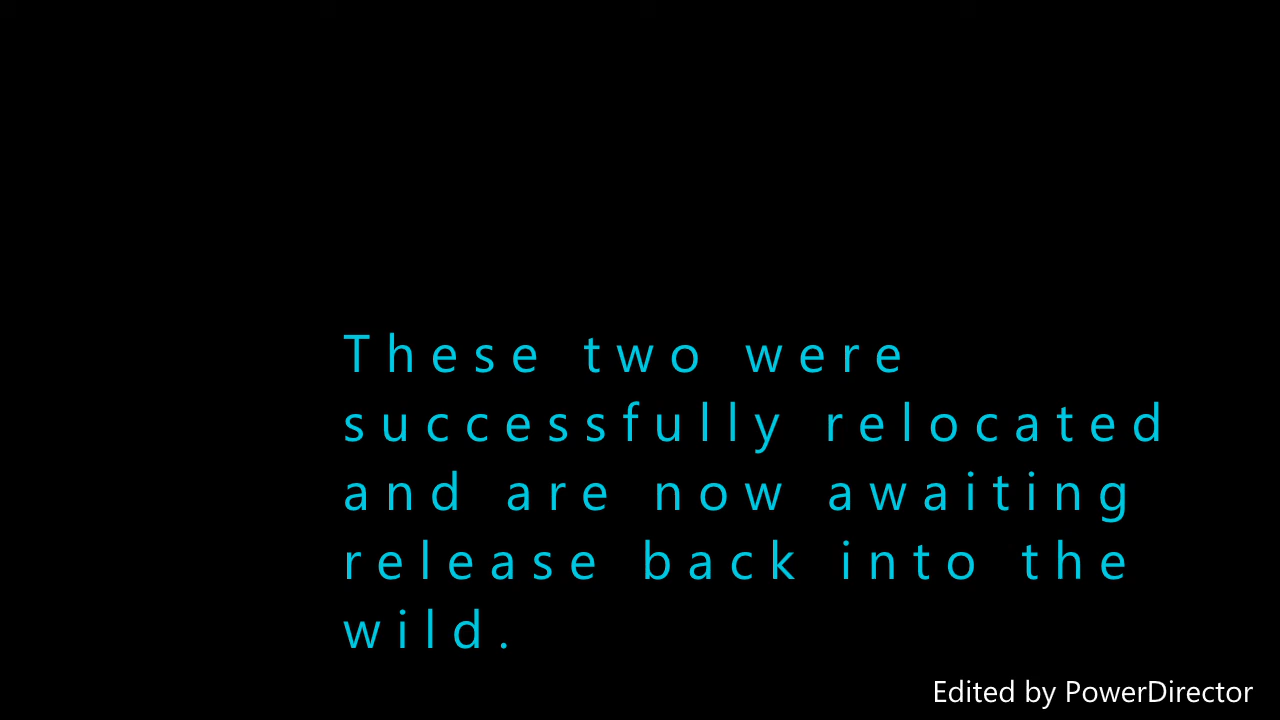 These two were
successfully relocated
and are now awaiting
release back into the
wild.
Edited by PowerDirector